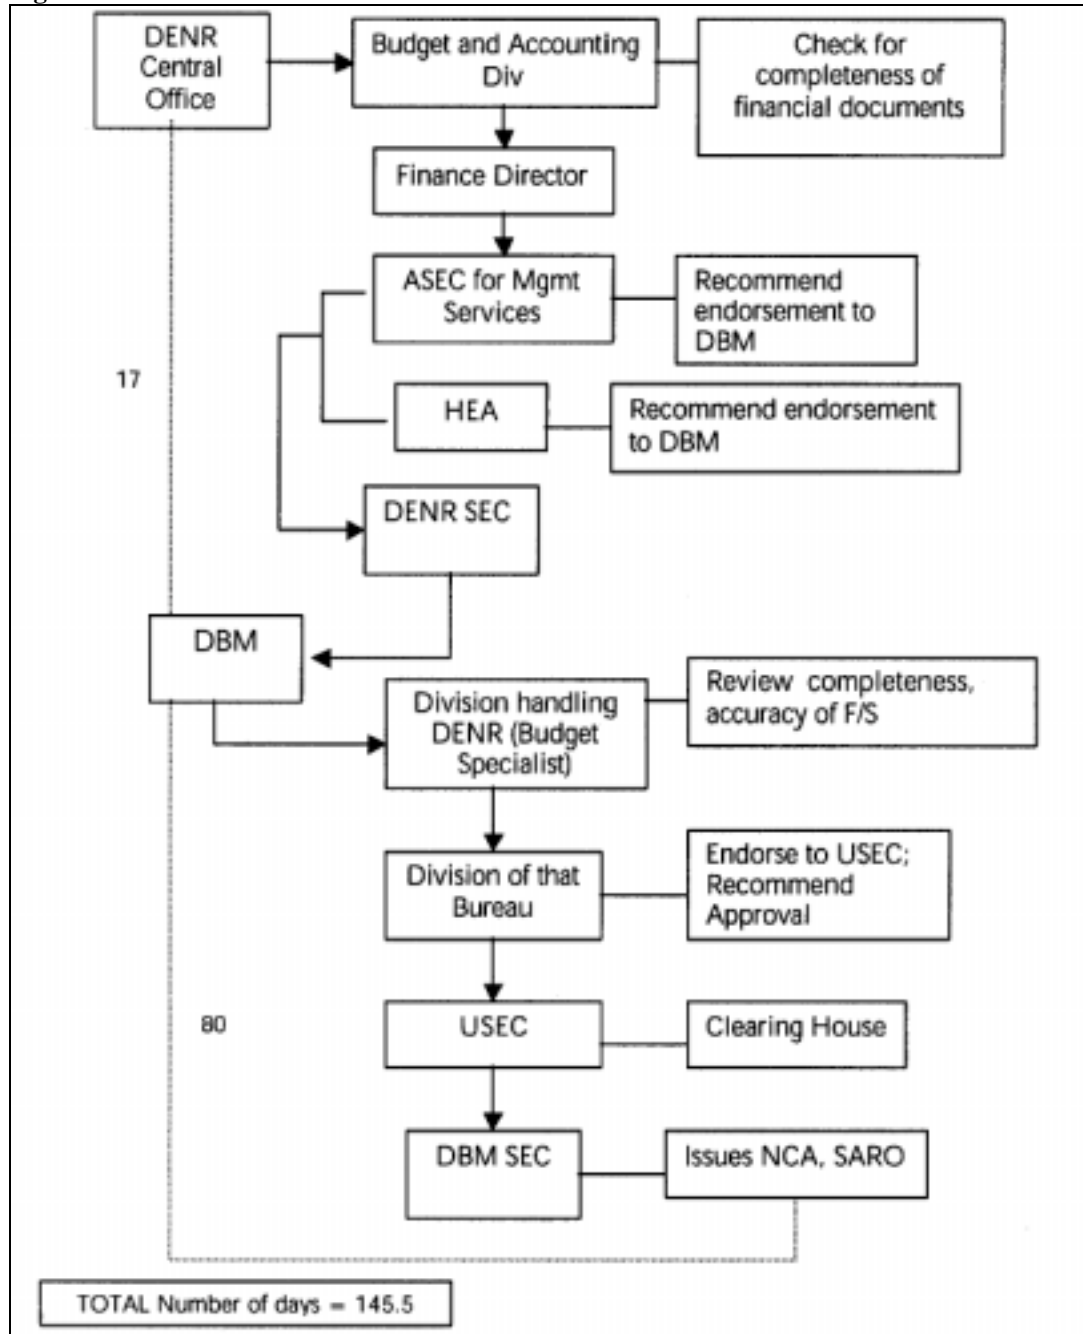 DENR
Central
Office
Budget and Accounting
Div
Check for
completeness of
financial documents
Finance Director
ASEC for Mgmt
Services
Recommend
endorsement to
DBM
17
HEA
Recommend endorsement
to DBM
DENR SEC
DBM
Division handling
DENR (Budget
Specialist)
Review completeness,
accuracy of F/S
Division of that
Bureau
Endorse to USEC;
Recommend
Approval
80
USEC
Clearing House
DBM SEC
Issues NCA, SARO
TOTAL Number of days = 145.5